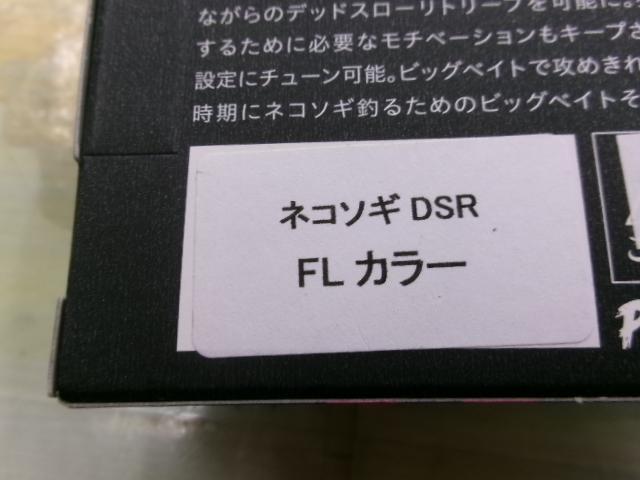 ながらのデッドスローリトリーブを可能に。
するために必要なモチベーションもキープさ
設定にチューン可能。ビッグベイトで攻めきれ
時期にネコソギ釣るためのビッグベイトそ
ネコソギ DSR
FL カラー